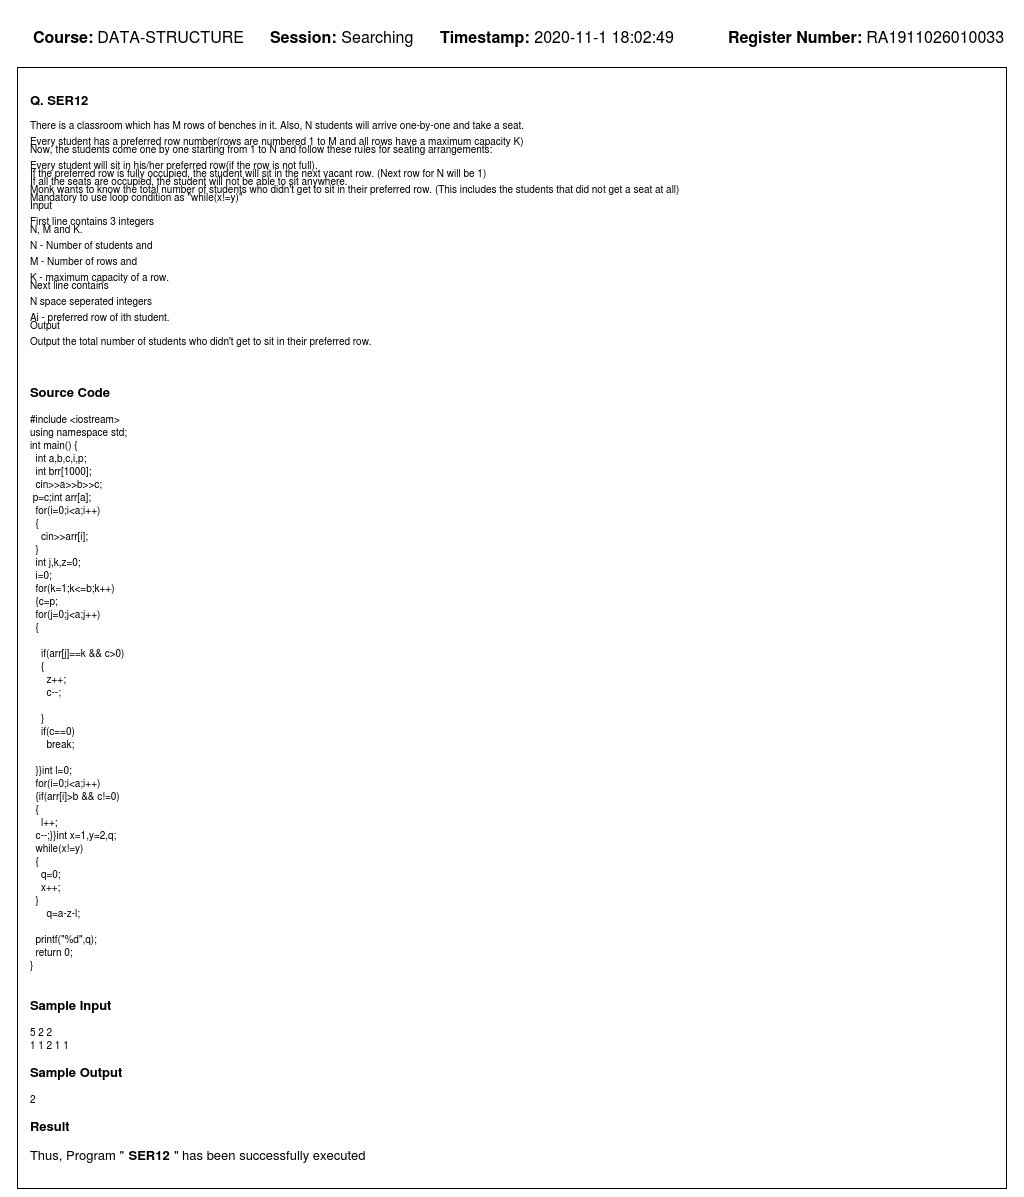 Course: DATA-STRUCTURE Session: Searching Timestamp: 2020-11-1 18:02:49 Register Number: RA1911026010033
Q. SER12
There is a classroom which has M rows of benches in it. Also, N students will arrive one-by-one and take a seat.
Every student has a preferred row number(rows are numbered 1 to M and all rows have a maximum capacity K)
Now, the students come one by one starting from 1 to N and follow these rules for seating arrangements:
Every student will sit in his/her preferred row(if the row is not full).
If the preferred row is fully occupied, the student will sit in the next vacant row. (Next row for N will be 1)
If all the seats are occupied, the student will not be able to sit anywhere.
Monk wants to know the total number of students who didn't get to sit in their preferred row. (This includes the students that did not get a seat at all)
Mandatory to use loop condition as "while(x!=y)"
Input
First line contains 3 integers
N, M and K.
N - Number of students and
M - Number of rows and
K - maximum capacity of a row.
Next line contains
N space seperated integers
Ai - preferred row of ith student.
Output
Output the total number of students who didn't get to sit in their preferred row.
Source Code
#include <iostream>
using namespace std;
int main() {
int a,b,c,i,p;
int brr[1000];
cin>>a>>b>>c;
p=c;int arr[a];
for(i=0;i<a;i++)
{
cin>>arr[i];
}
int j,k,z=0;
i=0;
for(k=1;k<=b;k++)
{c=p;
for(j=0;j<a;j++)
{
if(arr[j]==k && c>0)
{
z++;
c--;
}
if(c==0)
break;
}}int l=0;
for(i=0;i<a;i++)
{if(arr[i]>b && c!=0)
{
l++;
c--;}}int x=1,y=2,q;
while(x!=y)
{
q=0;
x++;
}
q=a-z-l;
printf("%d",q);
return 0;
}
Sample Input
5 2 2
1 1 2 1 1
Sample Output
2
Result
Thus, Program " SER12 " has been successfully executed